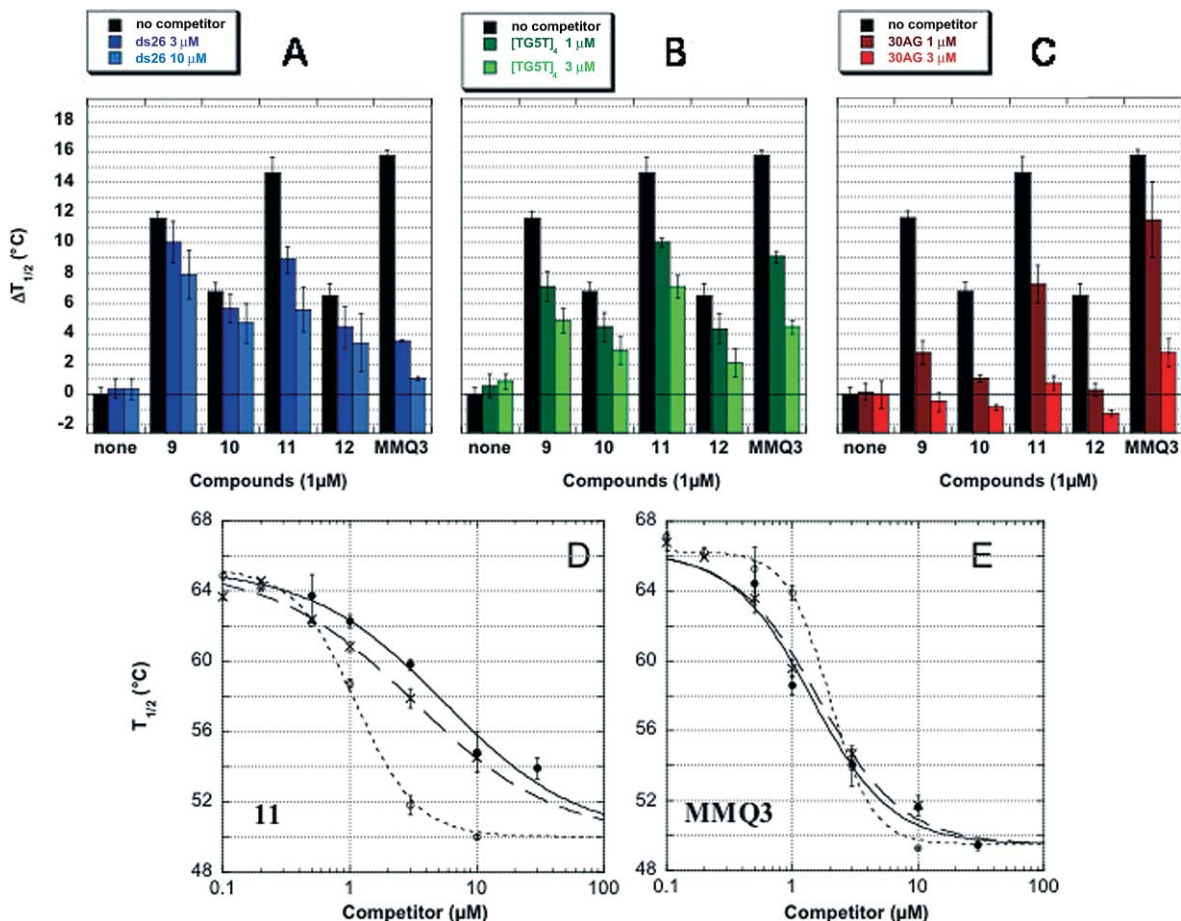 no competitor
ds26 3 μM
ds26 10 μM
A
no competitor
[TG5T]4 1 μM
[TG5T]4 3 μM
B
no competitor
30AG 1 μM
30AG 3 μM
C
ΔT1/2 (°C)
18
16
14
12
10
8
6
4
2
0
-2
none 9 10 11 12 MMQ3
Compounds (1μM)
none 9 10 11 12 MMQ3
Compounds (1μM)
none 9 10 11 12 MMQ3
Compounds (1μM)
T1/2 (°C)
68
64
60
56
52
48
D
11
0.1 1 10 100
Competitor (μM)
68
64
60
56
52
48
E
MMQ3
0.1 1 10 100
Competitor (μM)